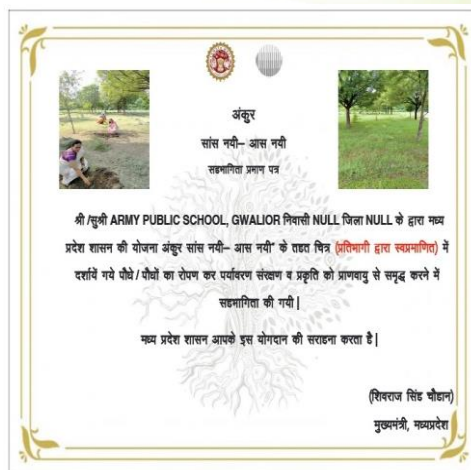 अंकुर
सांस नयी– आस नयी
सहभागिता प्रमाण पत्र
श्री /सुश्री ARMY PUBLIC SCHOOL, GWALIOR निवासी NULL जिला NULL के द्वारा मध्य
प्रदेश शासन की योजना अंकुर सांस नयी– आस नयी" के तहत चित्र (प्रतिभागी द्वारा स्वप्रमाणित) में
दर्शायें गये पौधे / पौधों का रोपण कर पर्यावरण संरक्षण व प्रकृति को प्राणवायु से समृद्ध करने में
सहभागिता की गयी |
मध्य प्रदेश शासन आपके इस योगदान की सराहना करता है |
(शिवराज सिंह चौहान)
मुख्यमंत्री, मध्यप्रदेश